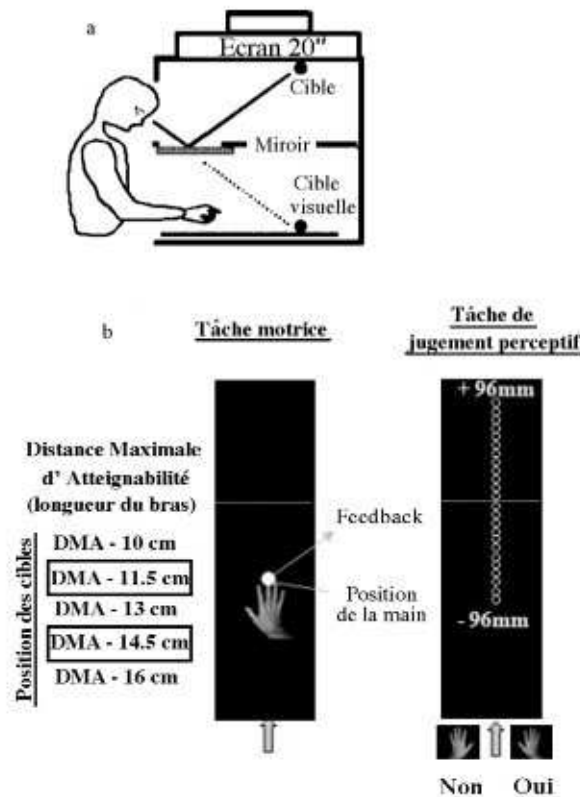 a
Ecran 20"
Cible
Miroir
Cible
visuelle
b
Tâche motrice
Tâche de
jugement perceptif
+ 96mm
Distance Maximale
d' Atteignabilité
(longueur du bras)
Feedback
Position des cibles
DMA - 10 cm
DMA - 11.5 cm
DMA - 13 cm
DMA - 14.5 cm
DMA - 16 cm
Position
de la main
- 96mm
Non Oui